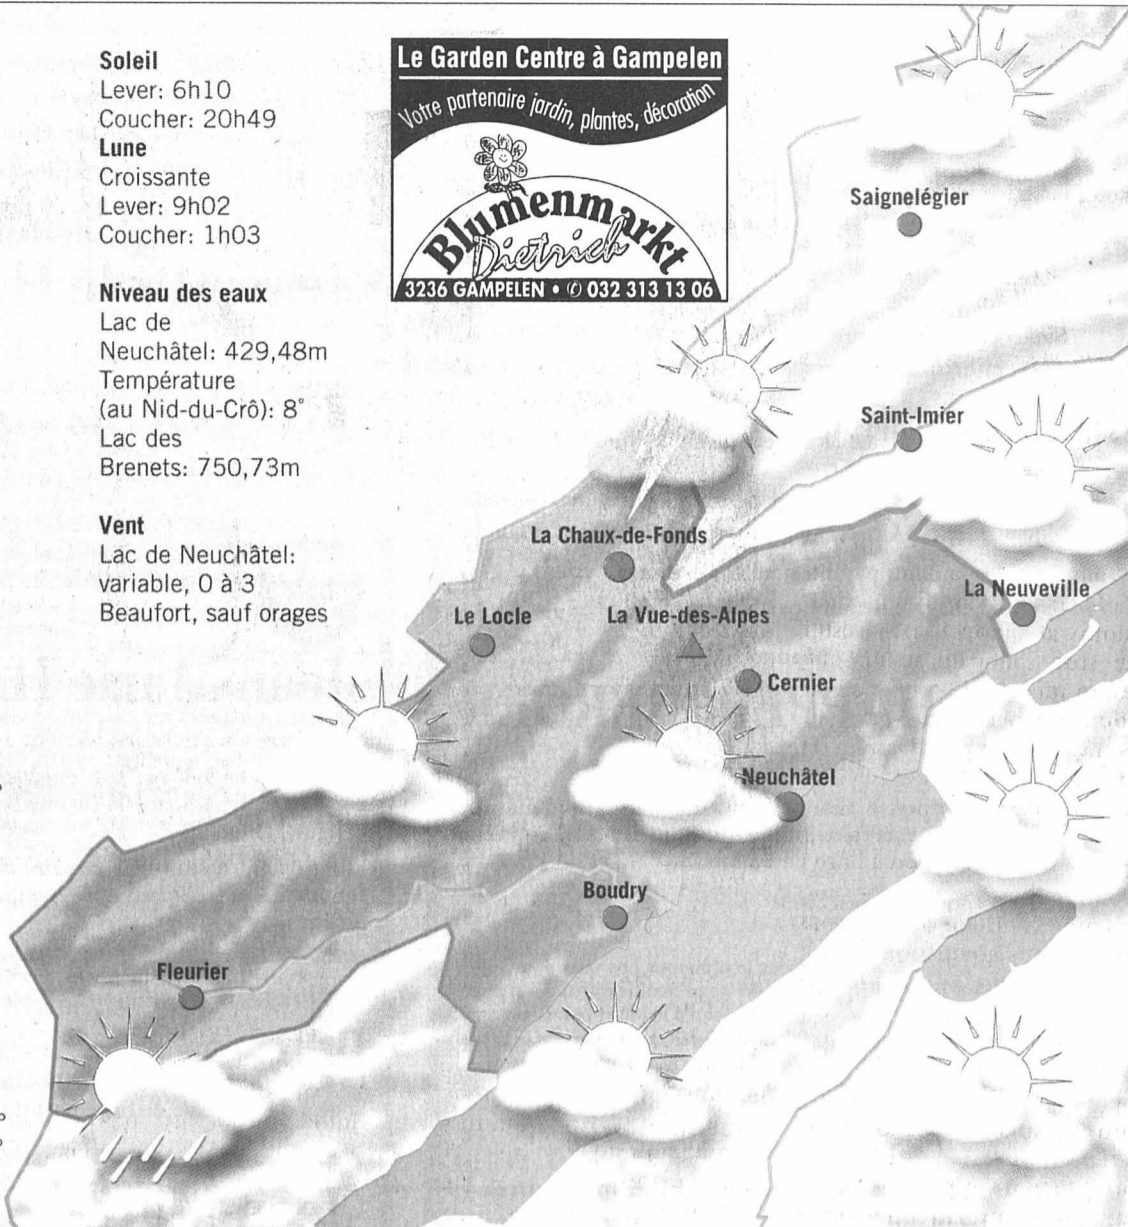 Soleil
Lever: 6h10
Coucher: 20h49
Lune
Croissante
Lever: 9h02
Coucher: 1h03
Niveau des eaux
Lac de
Neuchâtel: 429,48m
Température
(au Nid-du-Crô): 8°
Lac des
Brenets: 750,73m
Vent
Lac de Neuchâtel:
variable, 0 à 3
Beaufort, sauf orages
Le Garden Centre à Gampelen
Votre partenaire jardin, plantes, décoration
Blumenmarkt
Dietrich
3236 GAMPELEN • ✆ 032 313 13 06
Saignelégier
Saint-Imier
La Chaux-de-Fonds
La Neuveville
Le Locle
La Vue-des-Alpes
Cernier
Neuchâtel
Boudry
Fleurier